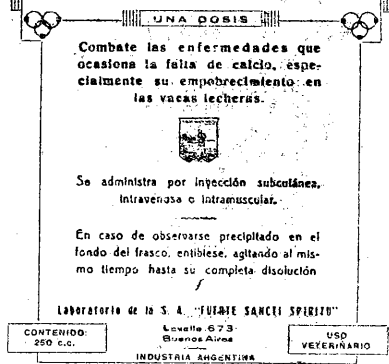 UNA DOSIS
Combate las enfermedades que
ocasiona la falta de calcio, espe-
cialmente su empobrecimiento en
las vacas lecheras.
Se administra por inyección subcutánea,
intravenosa o intramuscular.
En caso de observarse precipitado en el
fondo del frasco, entibiese, agitando al mis-
mo tiempo hasta su completa disolución
Laboratorio de la S. A. "FUERTE SANCTI SPIRITU"
Lavalle 673
Buenos Aires
CONTENIDO:
250 c.c.
USO
VETERINARIO
INDUSTRIA ARGENTINA